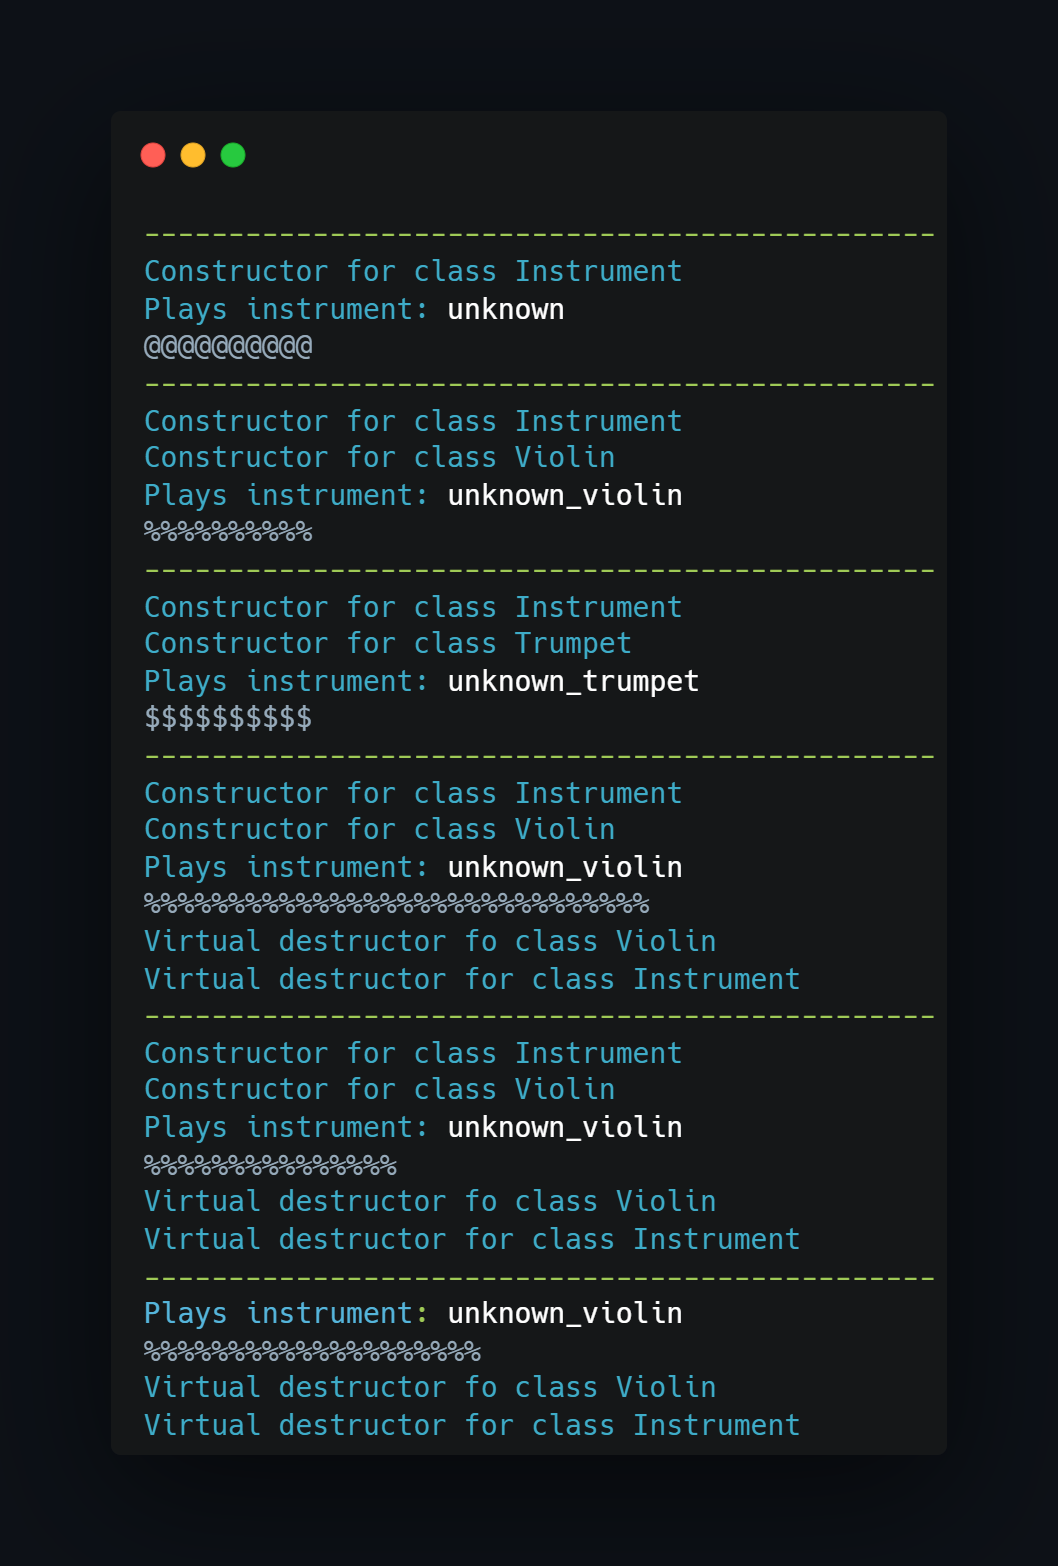 -----------------------------------------------
Constructor for class Instrument
Plays instrument: unknown
@@@@@@@@@@
-----------------------------------------------
Constructor for class Instrument
Constructor for class Violin
Plays instrument: unknown_violin
%%%%%%%%%%
-----------------------------------------------
Constructor for class Instrument
Constructor for class Trumpet
Plays instrument: unknown_trumpet
$$$$$$$$$$
-----------------------------------------------
Constructor for class Instrument
Constructor for class Violin
Plays instrument: unknown_violin
%%%%%%%%%%%%%%%%%%%%%%%%%%%%%%
Virtual destructor fo class Violin
Virtual destructor for class Instrument
-----------------------------------------------
Constructor for class Instrument
Constructor for class Violin
Plays instrument: unknown_violin
%%%%%%%%%%%%%%%
Virtual destructor fo class Violin
Virtual destructor for class Instrument
-----------------------------------------------
Plays instrument: unknown_violin
%%%%%%%%%%%%%%%%%%%%
Virtual destructor fo class Violin
Virtual destructor for class Instrument